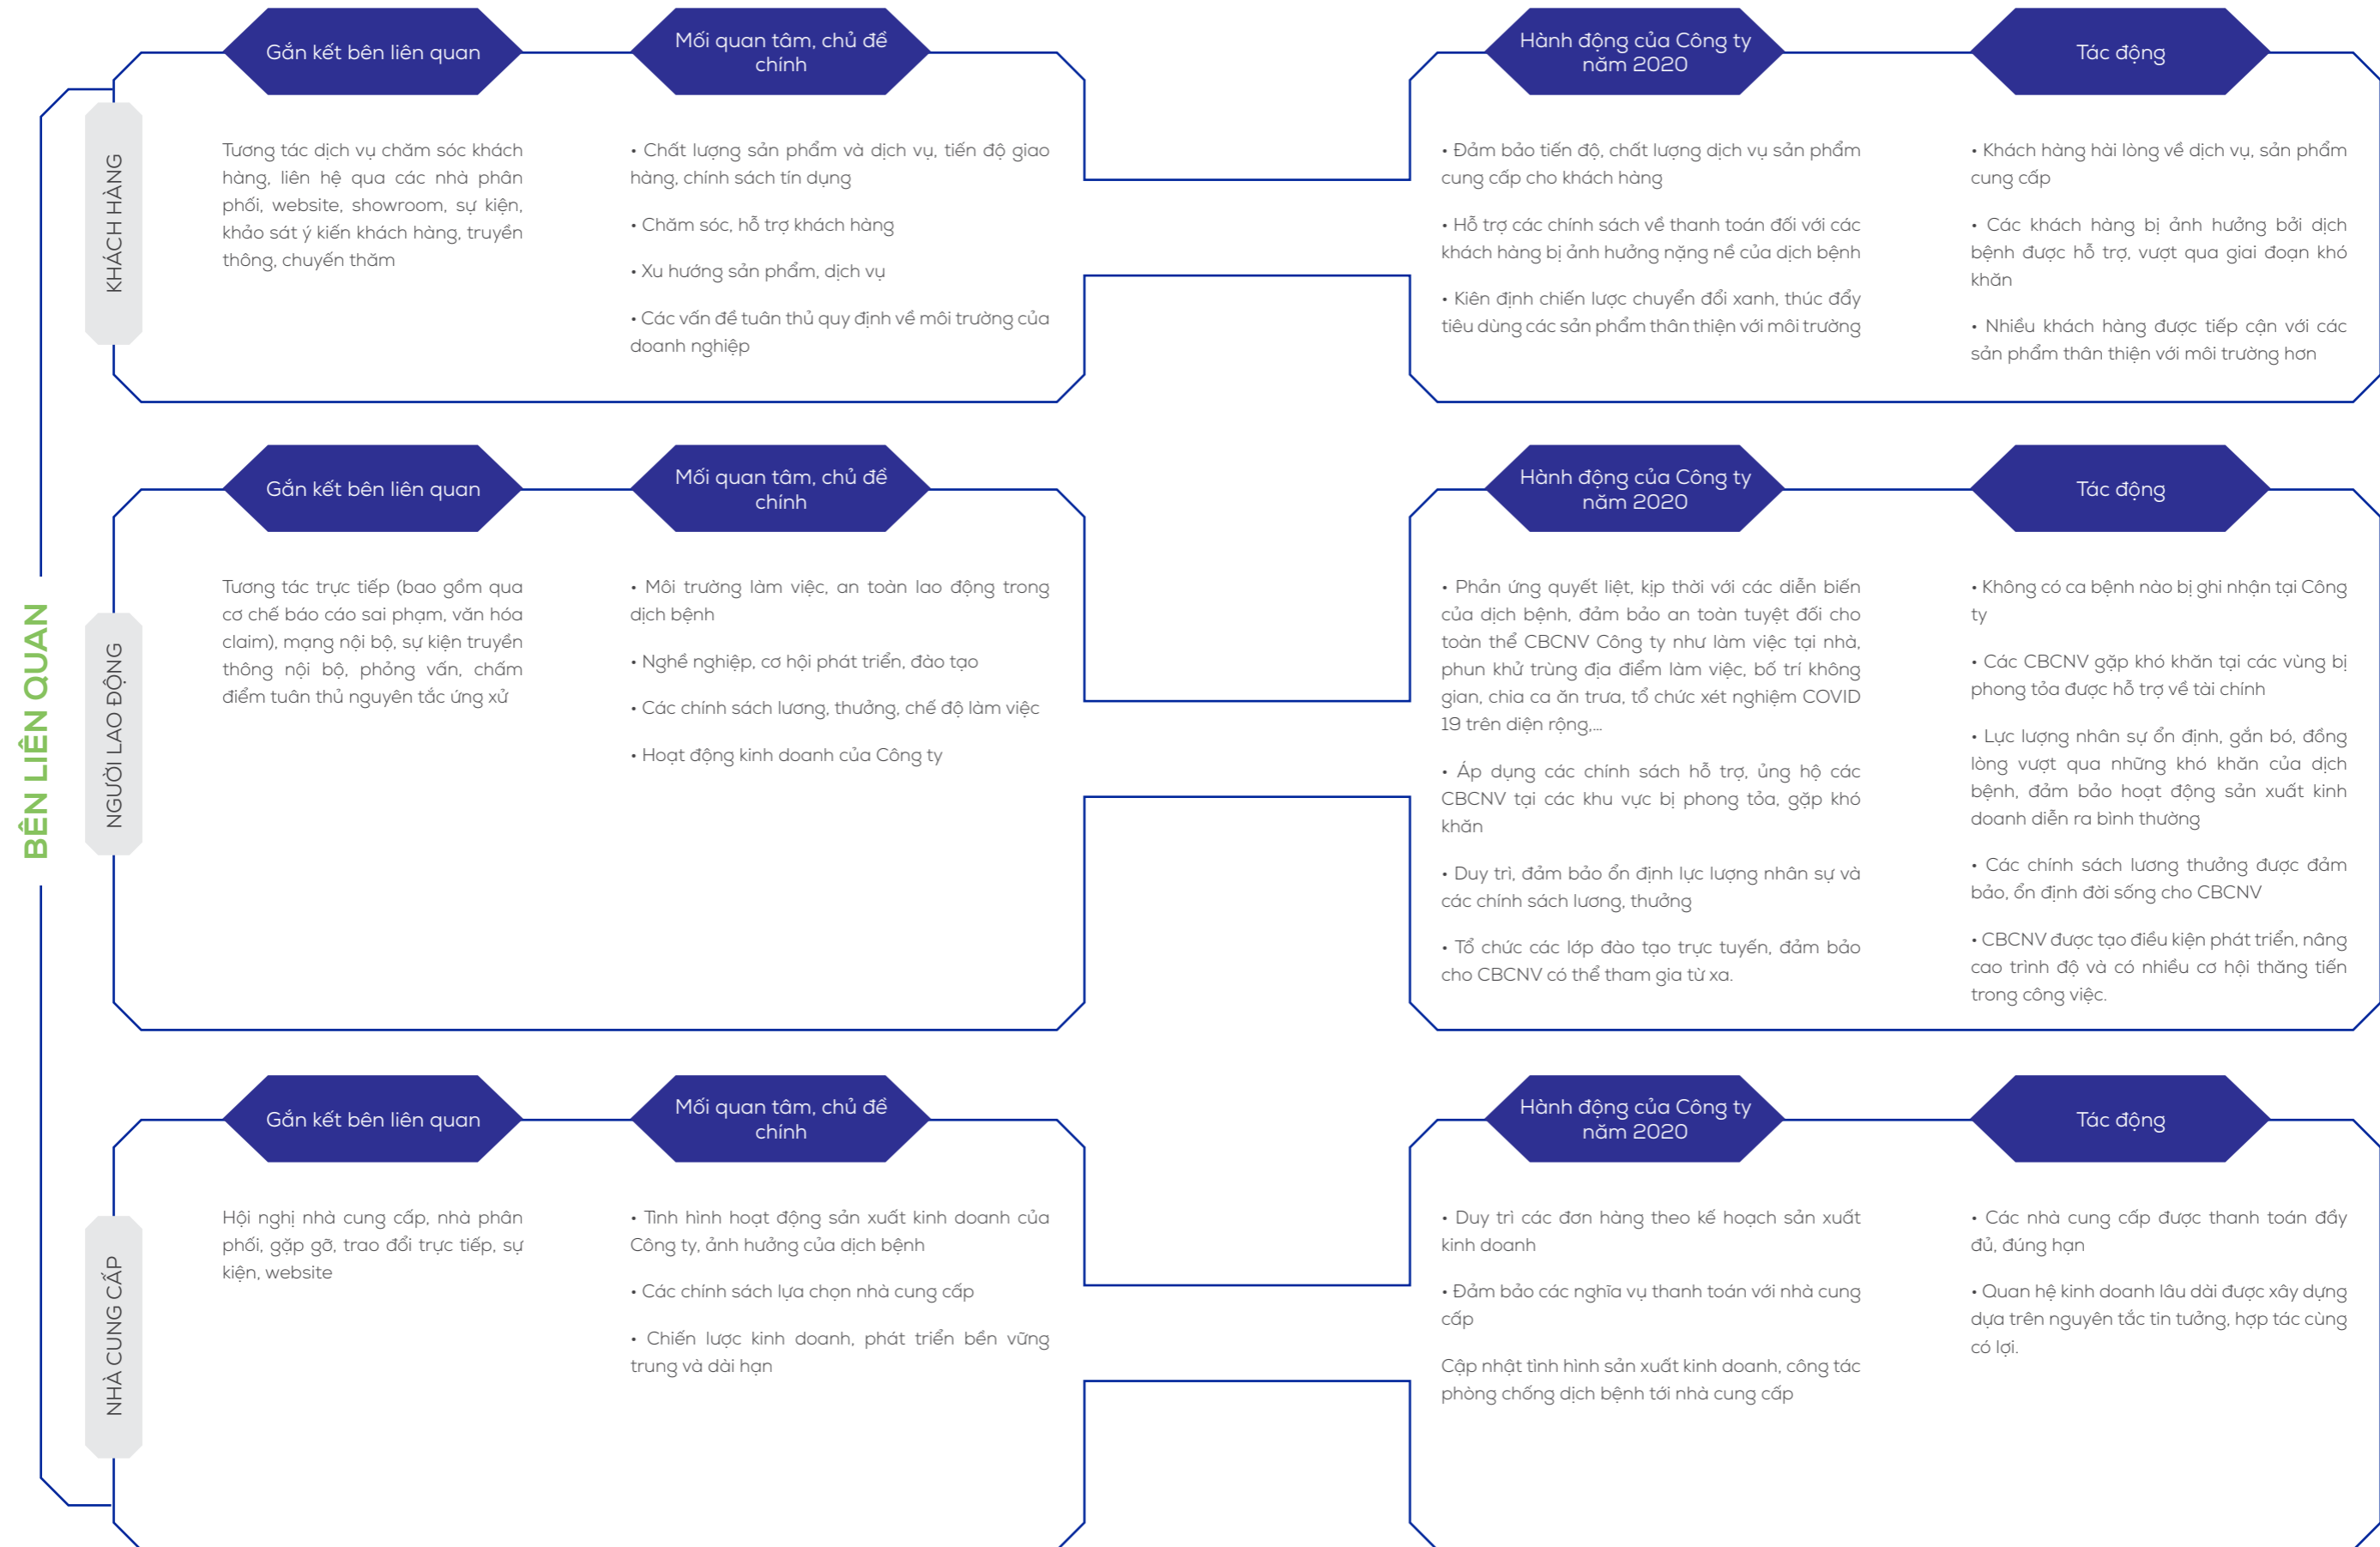 BÊN LIÊN QUAN
KHÁCH HÀNG
Gắn kết bên liên quan
Tương tác dịch vụ chăm sóc khách
hàng, liên hệ qua các nhà phân
phối, website, showroom, sự kiện,
khảo sát ý kiến khách hàng, truyền
thông, chuyến thăm
Mối quan tâm, chủ đề
chính
• Chất lượng sản phẩm và dịch vụ, tiến độ giao
hàng, chính sách tín dụng
• Chăm sóc, hỗ trợ khách hàng
• Xu hướng sản phẩm, dịch vụ
• Các vấn đề tuân thủ quy định về môi trường của
doanh nghiệp
Hành động của Công ty
năm 2020
• Đảm bảo tiến độ, chất lượng dịch vụ sản phẩm
cung cấp cho khách hàng
• Hỗ trợ các chính sách về thanh toán đối với các
khách hàng bị ảnh hưởng nặng nề của dịch bệnh
• Kiên định chiến lược chuyển đổi xanh, thúc đẩy
tiêu dùng các sản phẩm thân thiện với môi trường
Tác động
• Khách hàng hài lòng về dịch vụ, sản phẩm
cung cấp
• Các khách hàng bị ảnh hưởng bởi dịch
bệnh được hỗ trợ, vượt qua giai đoạn khó
khăn
• Nhiều khách hàng được tiếp cận với các
sản phẩm thân thiện với môi trường hơn
NGƯỜI LAO ĐỘNG
Gắn kết bên liên quan
Tương tác trực tiếp (bao gồm qua
cơ chế báo cáo sai phạm, văn hóa
claim), mạng nội bộ, sự kiện truyền
thông nội bộ, phỏng vấn, chấm
điểm tuân thủ nguyên tắc ứng xử
Mối quan tâm, chủ đề
chính
• Môi trường làm việc, an toàn lao động trong
dịch bệnh
• Nghề nghiệp, cơ hội phát triển, đào tạo
• Các chính sách lương, thưởng, chế độ làm việc
• Hoạt động kinh doanh của Công ty
Hành động của Công ty
năm 2020
• Phản ứng quyết liệt, kịp thời với các diễn biến
của dịch bệnh, đảm bảo an toàn tuyệt đối cho
toàn thể CBCNV Công ty như làm việc tại nhà,
phun khử trùng địa điểm làm việc, bố trí không
gian, chia ca ăn trưa, tổ chức xét nghiệm COVID
19 trên diện rộng,...
• Áp dụng các chính sách hỗ trợ, ủng hộ các
CBCNV tại các khu vực bị phong tỏa, gặp khó
khăn
• Duy trì, đảm bảo ổn định lực lượng nhân sự và
các chính sách lương, thưởng
• Tổ chức các lớp đào tạo trực tuyến, đảm bảo
cho CBCNV có thể tham gia từ xa.
Tác động
• Không có ca bệnh nào bị ghi nhận tại Công
ty
• Các CBCNV gặp khó khăn tại các vùng bị
phong tỏa được hỗ trợ về tài chính
• Lực lượng nhân sự ổn định, gắn bó, đồng
lòng vượt qua những khó khăn của dịch
bệnh, đảm bảo hoạt động sản xuất kinh
doanh diễn ra bình thường
• Các chính sách lương thưởng được đảm
bảo, ổn định đời sống cho CBCNV
• CBCNV được tạo điều kiện phát triển, nâng
cao trình độ và có nhiều cơ hội thăng tiến
trong công việc.
NHÀ CUNG CẤP
Gắn kết bên liên quan
Hội nghị nhà cung cấp, nhà phân
phối, gặp gỡ, trao đổi trực tiếp, sự
kiện, website
Mối quan tâm, chủ đề
chính
• Tình hình hoạt động sản xuất kinh doanh của
Công ty, ảnh hưởng của dịch bệnh
• Các chính sách lựa chọn nhà cung cấp
• Chiến lược kinh doanh, phát triển bền vững
trung và dài hạn
Hành động của Công ty
năm 2020
• Duy trì các đơn hàng theo kế hoạch sản xuất
kinh doanh
• Đảm bảo các nghĩa vụ thanh toán với nhà cung
cấp
Cập nhật tình hình sản xuất kinh doanh, công tác
phòng chống dịch bệnh tới nhà cung cấp
Tác động
• Các nhà cung cấp được thanh toán đầy
đủ, đúng hạn
• Quan hệ kinh doanh lâu dài được xây dựng
dựa trên nguyên tắc tin tưởng, hợp tác cùng
có lợi.